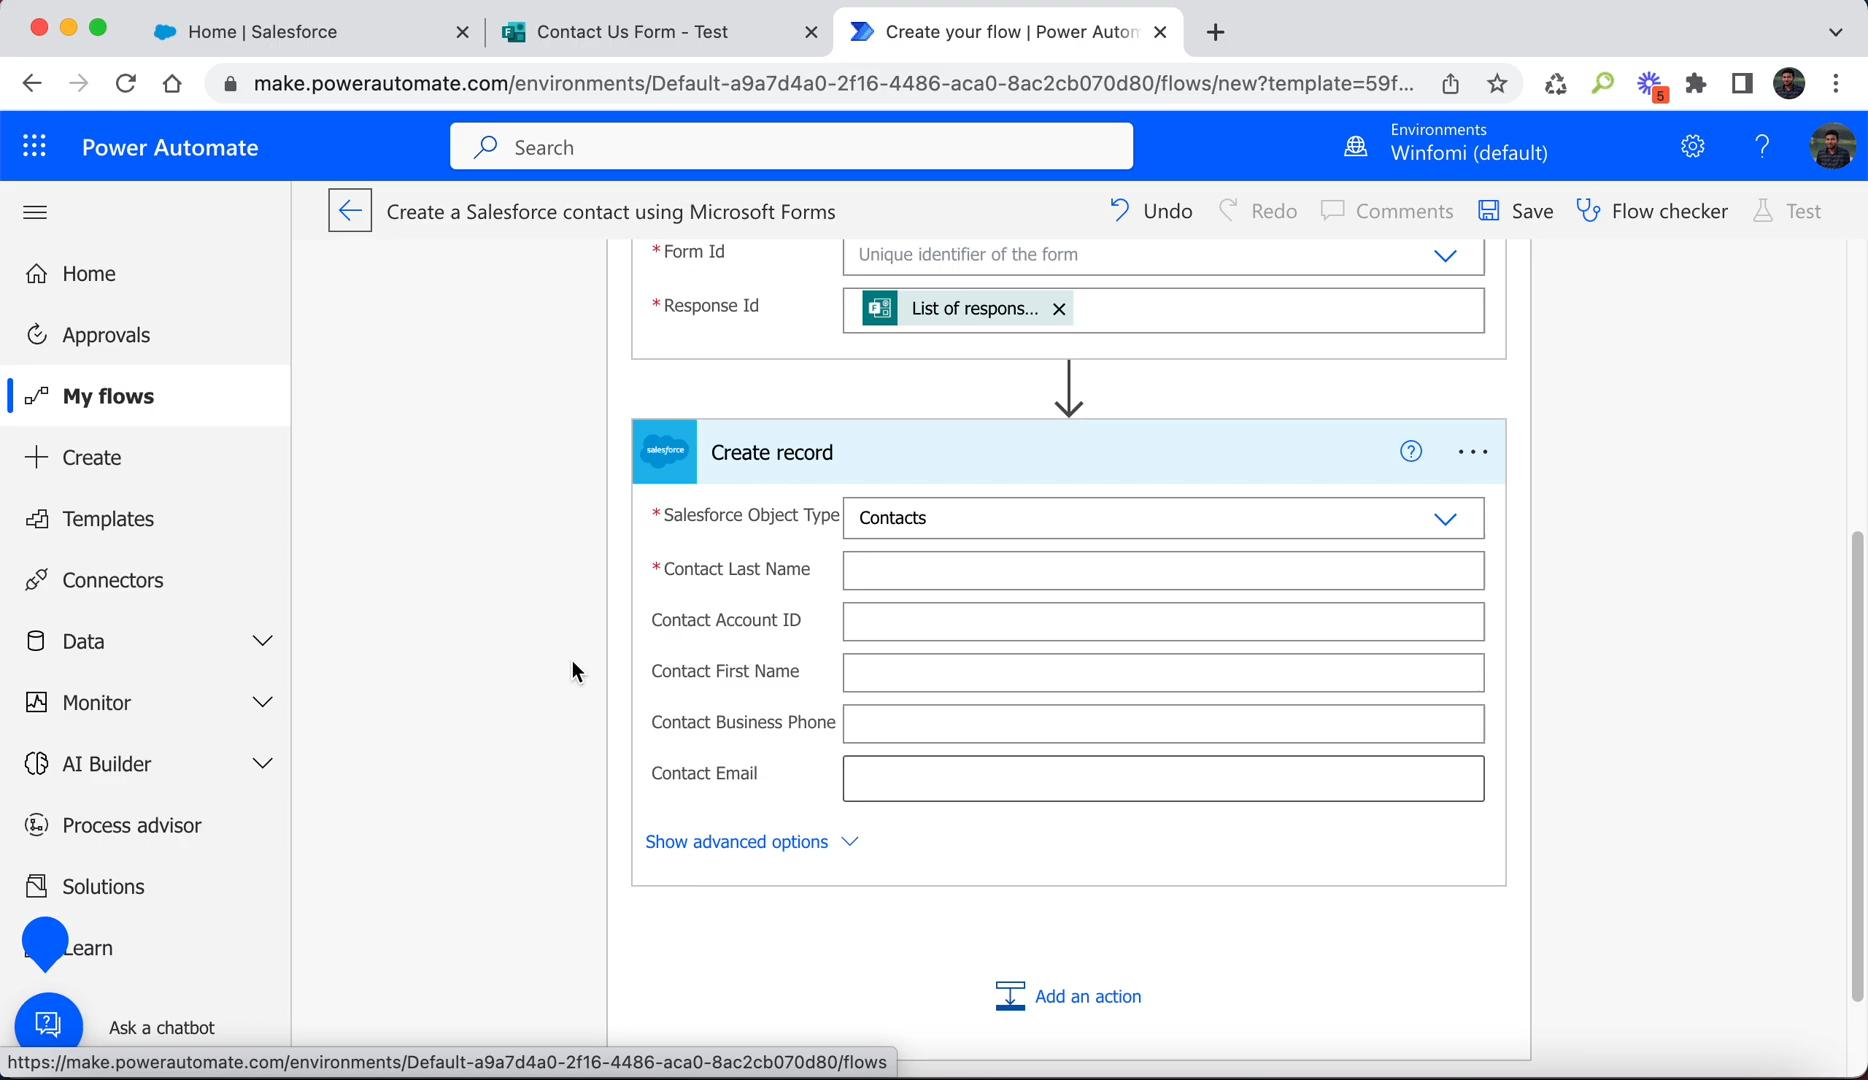 Home | Salesforce
Contact Us Form - Test
Create your flow | Power Autom
make.powerautomate.com/environments/Default-a9a7d4a0-2f16-4486-aca0-8ac2cb070d80/flows/new?template=59f...
5
Power Automate
Search
Environments
Winfomi (default)
Create a Salesforce contact using Microsoft Forms
Undo
Redo
Comments
Save
Flow checker
Test
Home
Approvals
My flows
Create
Templates
Connectors
Data
Monitor
AI Builder
Process advisor
Solutions
Learn
Ask a chatbot
* Form Id
Unique identifier of the form
* Response Id
List of respons...
salesforce
Create record
* Salesforce Object Type
Contacts
* Contact Last Name
Contact Account ID
Contact First Name
Contact Business Phone
Contact Email
Show advanced options
Add an action
https://make.powerautomate.com/environments/Default-a9a7d4a0-2f16-4486-aca0-8ac2cb070d80/flows